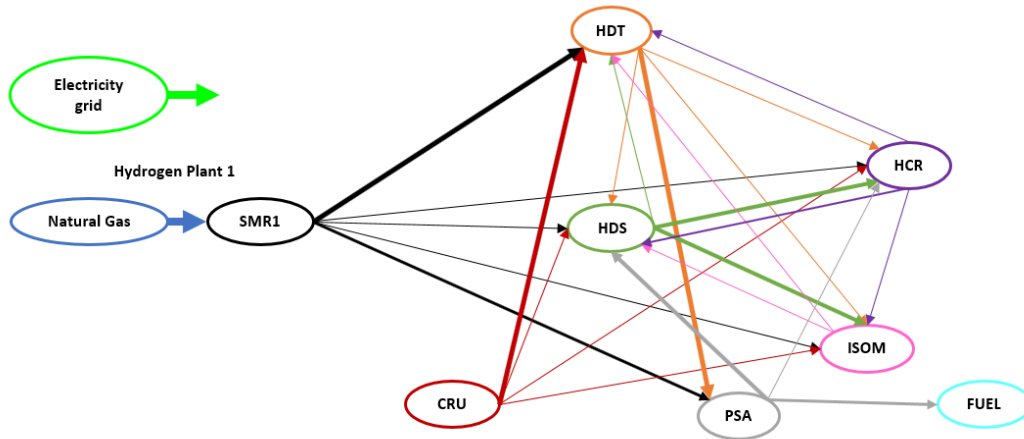 HDT
Electricity
grid
Hydrogen Plant 1
HCR
Natural Gas
SMR1
HDS
ISOM
CRU
PSA
FUEL